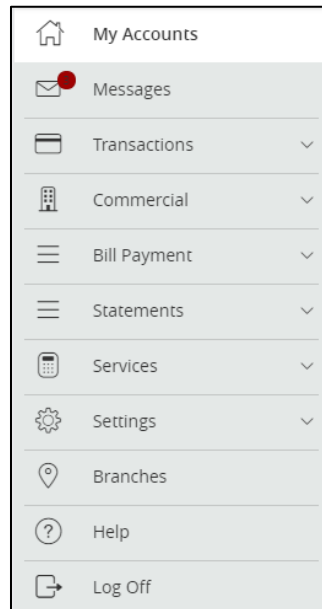 My Accounts
Messages
Transactions
Commercial
Bill Payment
Statements
Services
Settings
Branches
Help
Log Off